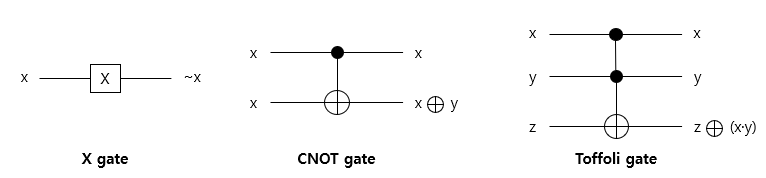 x X ~x
X gate
x x
x x ⊕ y
CNOT gate
x x
y y
z z ⊕ (x·y)
Toffoli gate